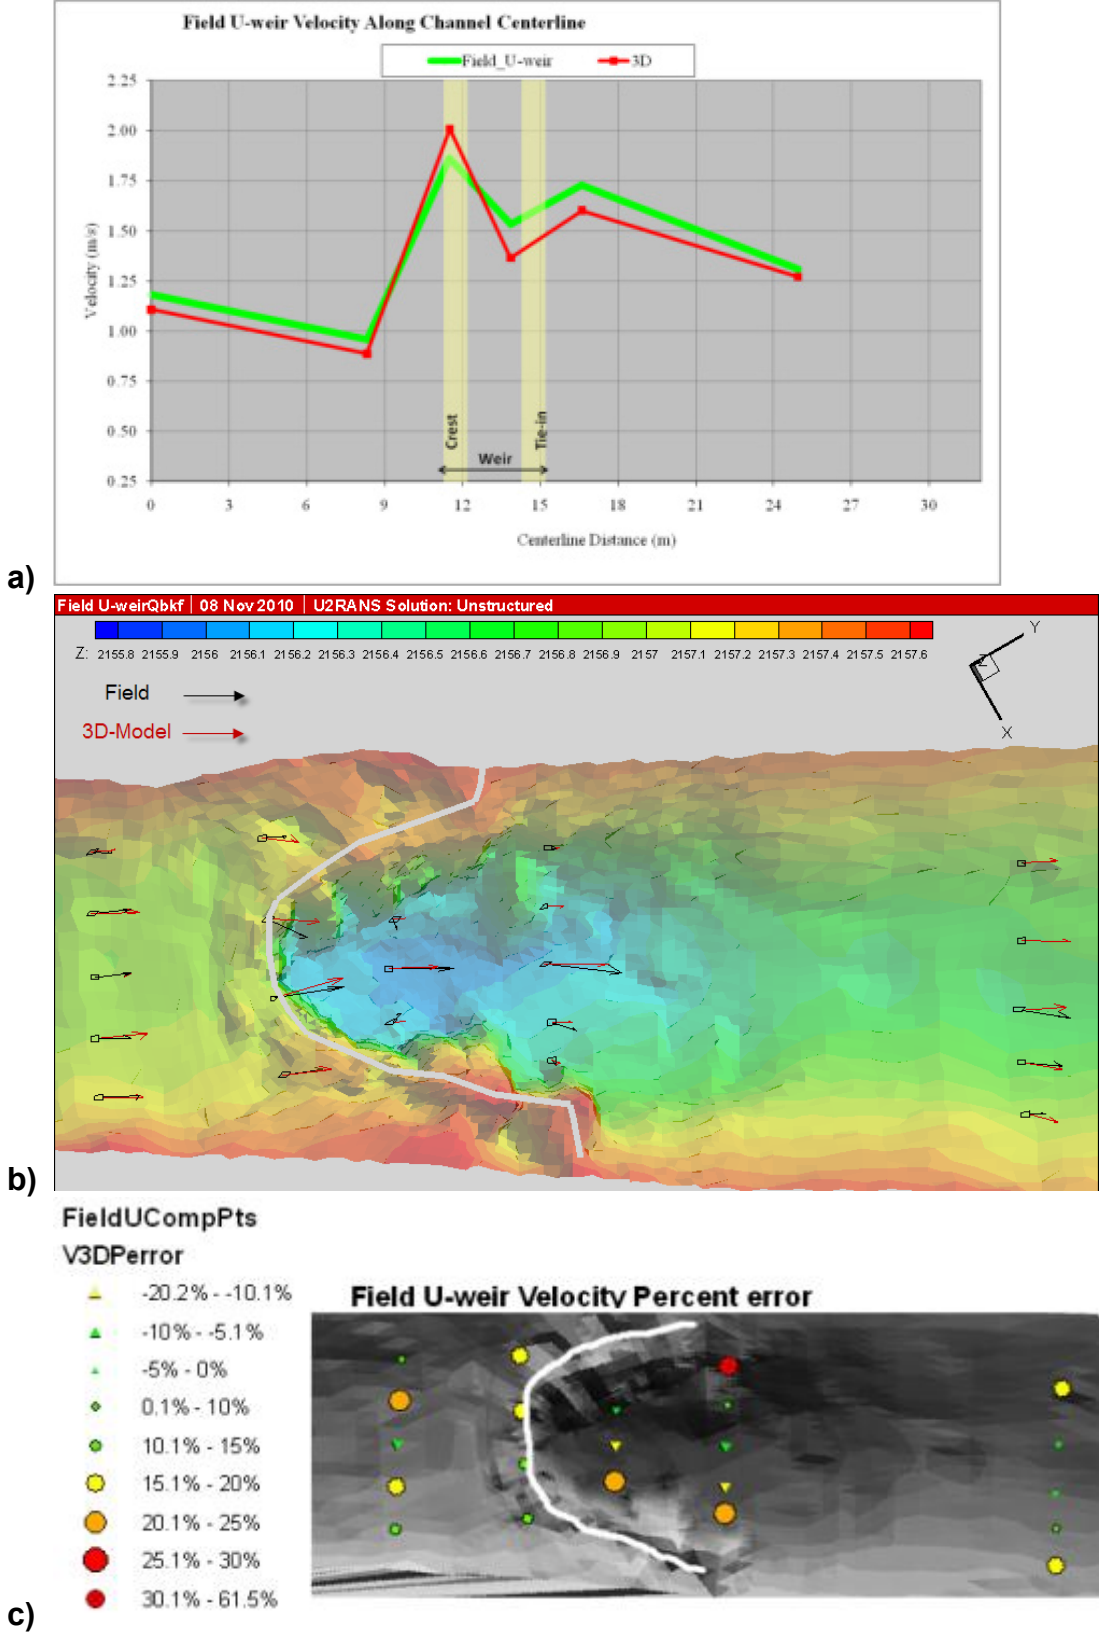 Field U-weir Velocity Along Channel Centerline
Field_U-weir 3D
2.25
2.00
1.75
1.50
1.25
1.00
0.75
0.50
0.25
Velocity (m/s)
Crest
Tie-in
Weir
0 3 6 9 12 15 18 21 24 27 30
Centerline Distance (m)
a)
Field U-weirQbkf 08 Nov 2010 U2RANS Solution: Unstructured
Z: 2155.8 2155.9 2156 2156.1 2156.2 2156.3 2156.4 2156.5 2156.6 2156.7 2156.8 2156.9 2157 2157.1 2157.2 2157.3 2157.4 2157.5 2157.6
Y
Z
X
Field
3D-Model
b)
FieldUCompPts
V3DPerror
-20.2% - -10.1%
-10% - -5.1%
-5% - 0%
0.1% - 10%
10.1% - 15%
15.1% - 20%
20.1% - 25%
25.1% - 30%
30.1% - 61.5%
Field U-weir Velocity Percent error
c)